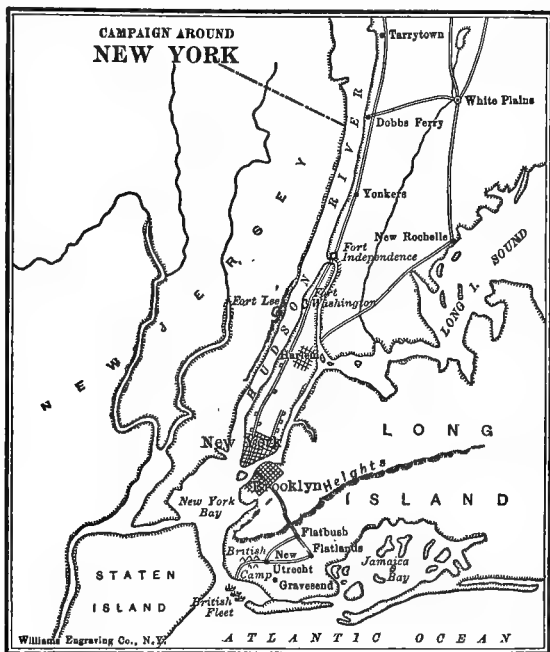 CAMPAIGN AROUND
NEW YORK
Tarrytown
White Plains
Dobbs Ferry
Yonkers
New Rochelle
Fort
Independence
Fort Lee
Fort
Washington
HUDSON RIVER
NEW JERSEY
LONG I. SOUND
Harlem
New York
Brooklyn
Heights
LONG
ISLAND
New York
Bay
Flatbush
Flatlands
British
Camp
New
Utrecht
Gravesend
Jamaica
Bay
British
Fleet
STATEN
ISLAND
Williams Engraving Co., N.Y.
ATLANTIC OCEAN